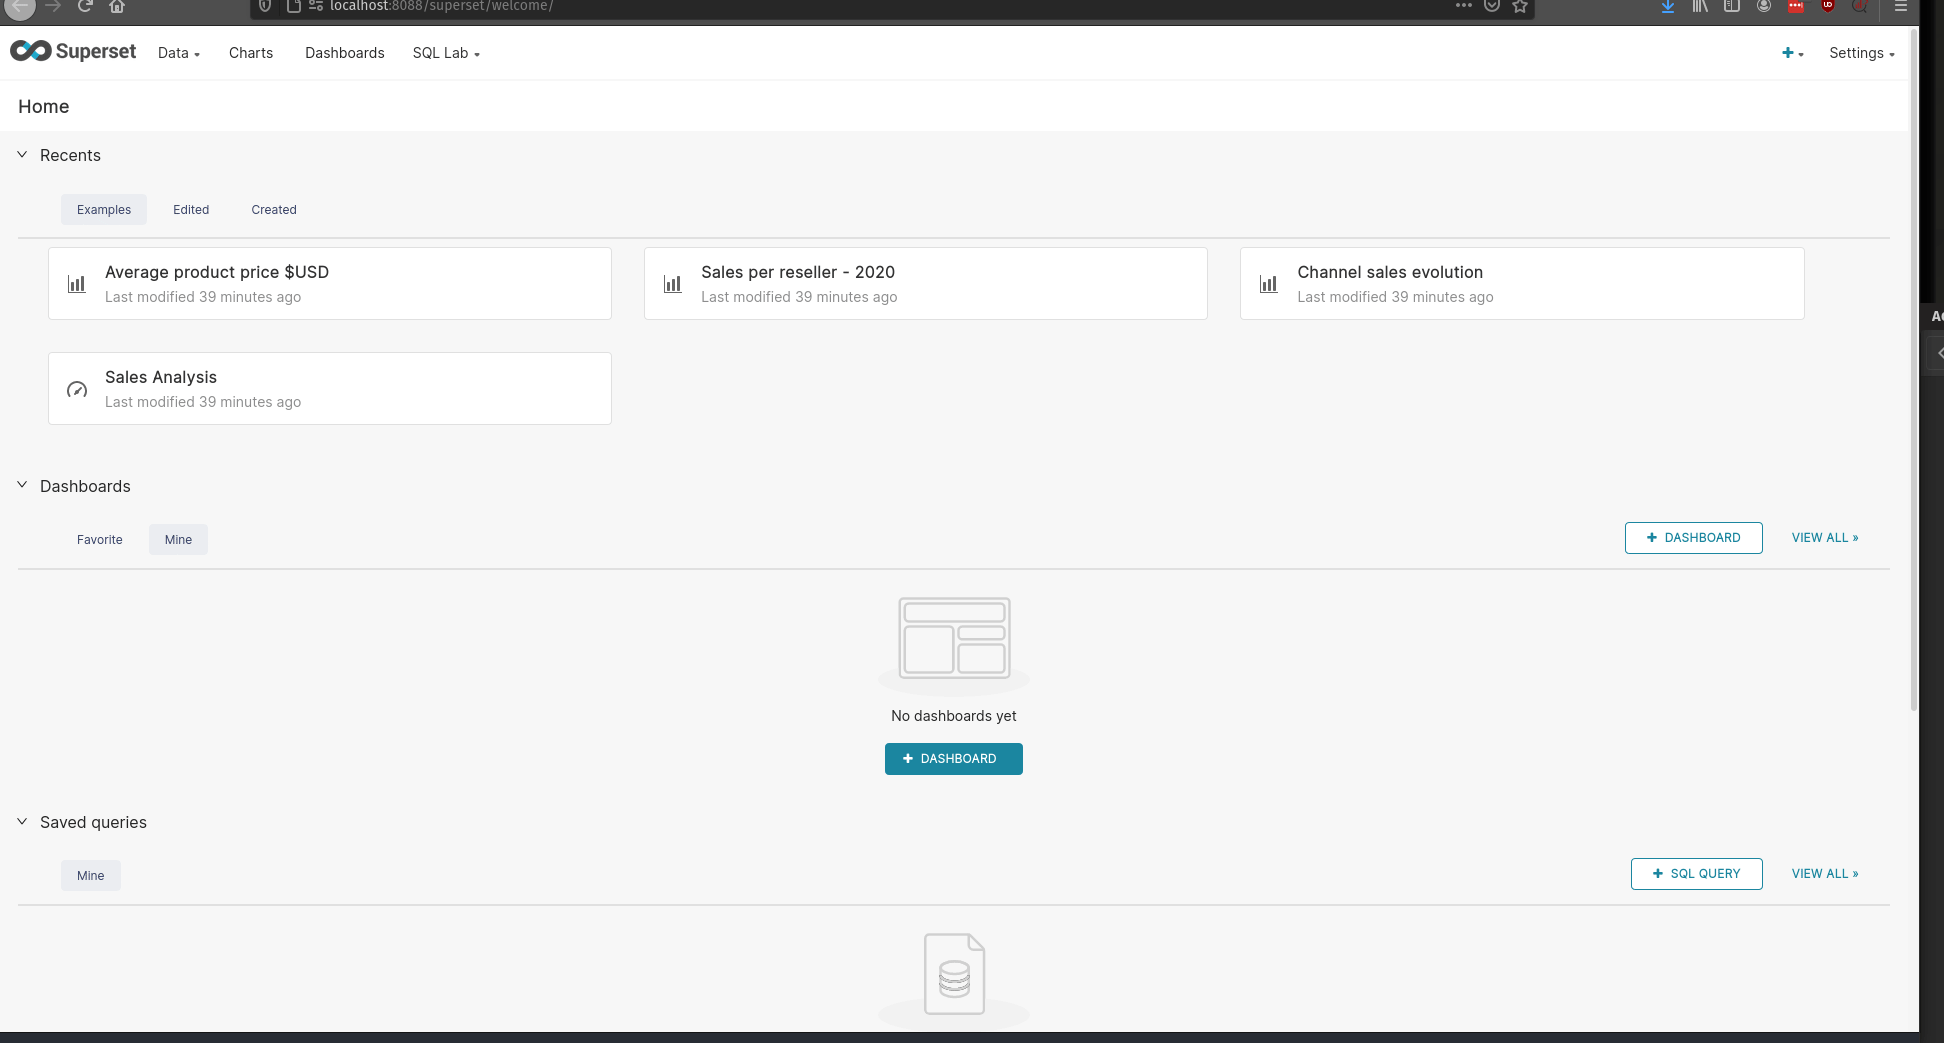 localhost:8088/superset/welcome/
Superset Data Charts Dashboards SQL Lab + Settings
Home
Recents
Examples Edited Created
Average product price $USD
Last modified 39 minutes ago
Sales per reseller - 2020
Last modified 39 minutes ago
Channel sales evolution
Last modified 39 minutes ago
Sales Analysis
Last modified 39 minutes ago
Dashboards
Favorite Mine + DASHBOARD VIEW ALL »
No dashboards yet
+ DASHBOARD
Saved queries
Mine + SQL QUERY VIEW ALL »